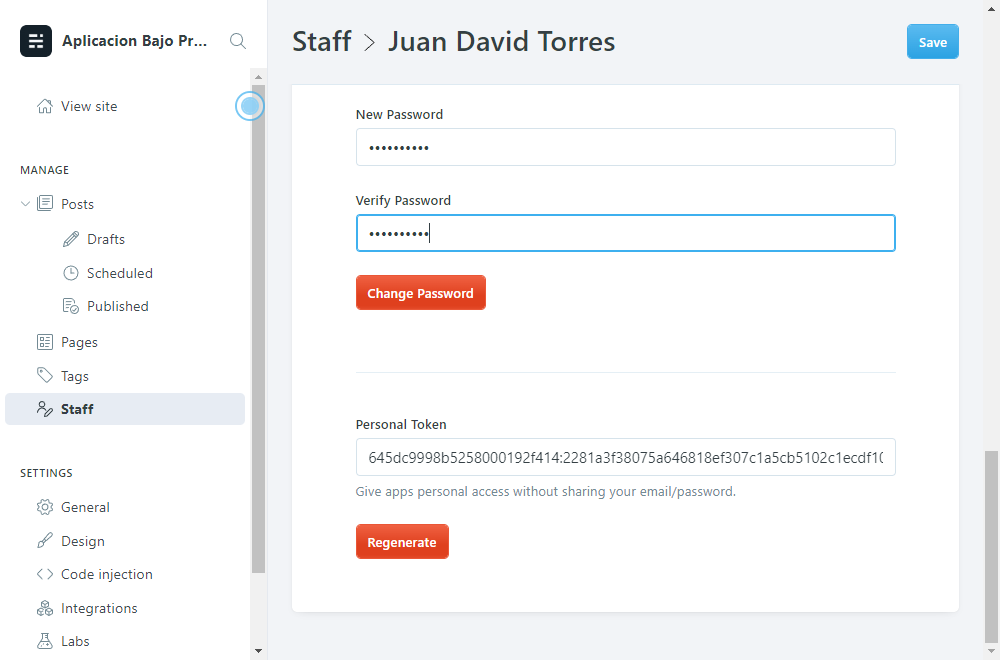 Aplicacion Bajo Pr...
View site
MANAGE
Posts
Drafts
Scheduled
Published
Pages
Tags
Staff
SETTINGS
General
Design
Code injection
Integrations
Labs
Staff > Juan David Torres
Save
New Password
••••••••••
Verify Password
••••••••••
Change Password
Personal Token
645dc9998b5258000192f414:2281a3f38075a646818ef307c1a5cb5102c1ecdf10
Give apps personal access without sharing your email/password.
Regenerate